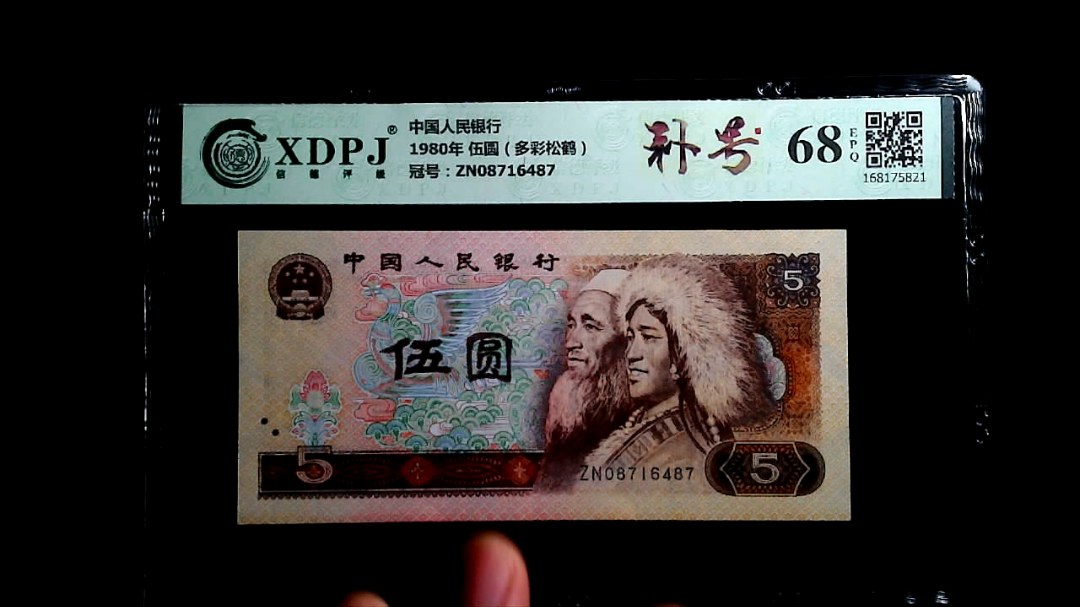 XDPJ®
信德评级
中国人民银行
1980年 伍圆（多彩松鹤）
冠号：ZN08716487
补号
68
EPQ
168175821
中国人民银行
5
伍圆
5
ZN08716487
5